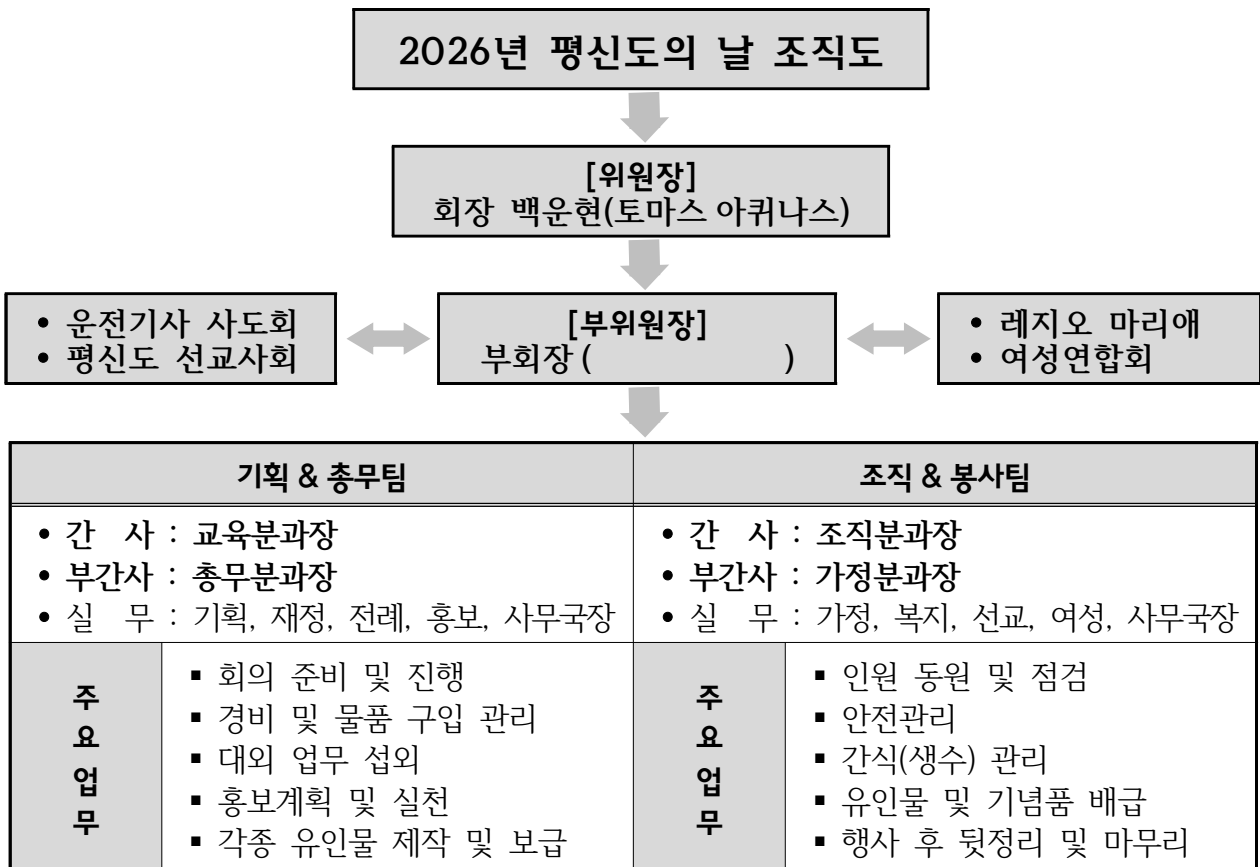 2026년 평신도의 날 조직도
[위원장]
회장 백운현(토마스 아퀴나스)
• 운전기사 사도회
• 평신도 선교사회
[부위원장]
부회장 (                )
• 레지오 마리애
• 여성연합회
기획 & 총무팀
• 간 사 : 교육분과장
• 부간사 : 총무분과장
• 실 무 : 기획, 재정, 전례, 홍보, 사무국장
주요업무
▪ 회의 준비 및 진행
▪ 경비 및 물품 구입 관리
▪ 대외 업무 섭외
▪ 홍보계획 및 실천
▪ 각종 유인물 제작 및 보급
조직 & 봉사팀
• 간 사 : 조직분과장
• 부간사 : 가정분과장
• 실 무 : 가정, 복지, 선교, 여성, 사무국장
주요업무
▪ 인원 동원 및 점검
▪ 안전관리
▪ 간식(생수) 관리
▪ 유인물 및 기념품 배급
▪ 행사 후 뒷정리 및 마무리